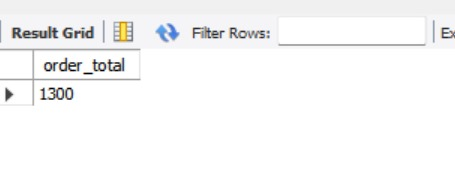 Result Grid Filter Rows: Ex
order_total
1300